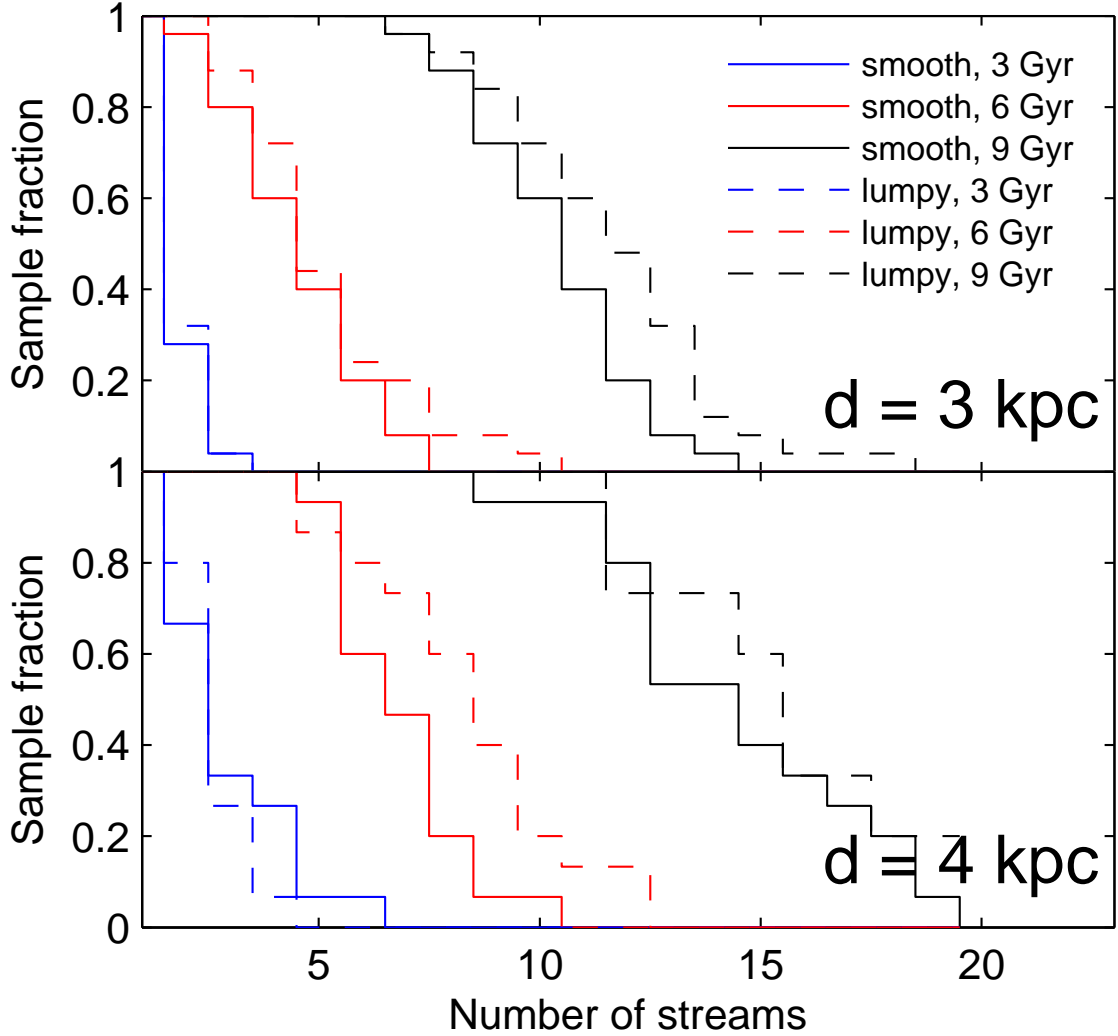 1
0.8
0.6
0.4
0.2
Sample fraction
smooth, 3 Gyr
smooth, 6 Gyr
smooth, 9 Gyr
lumpy, 3 Gyr
lumpy, 6 Gyr
lumpy, 9 Gyr
d = 3 kpc
1
0.8
0.6
0.4
0.2
0
Sample fraction
d = 4 kpc
5
10
15
20
Number of streams